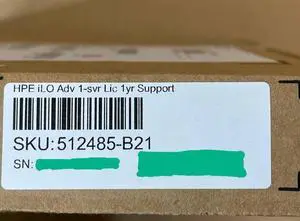 HPE iLO Adv 1-svr Lic 1yr Support
SKU:512485-B21
SN: